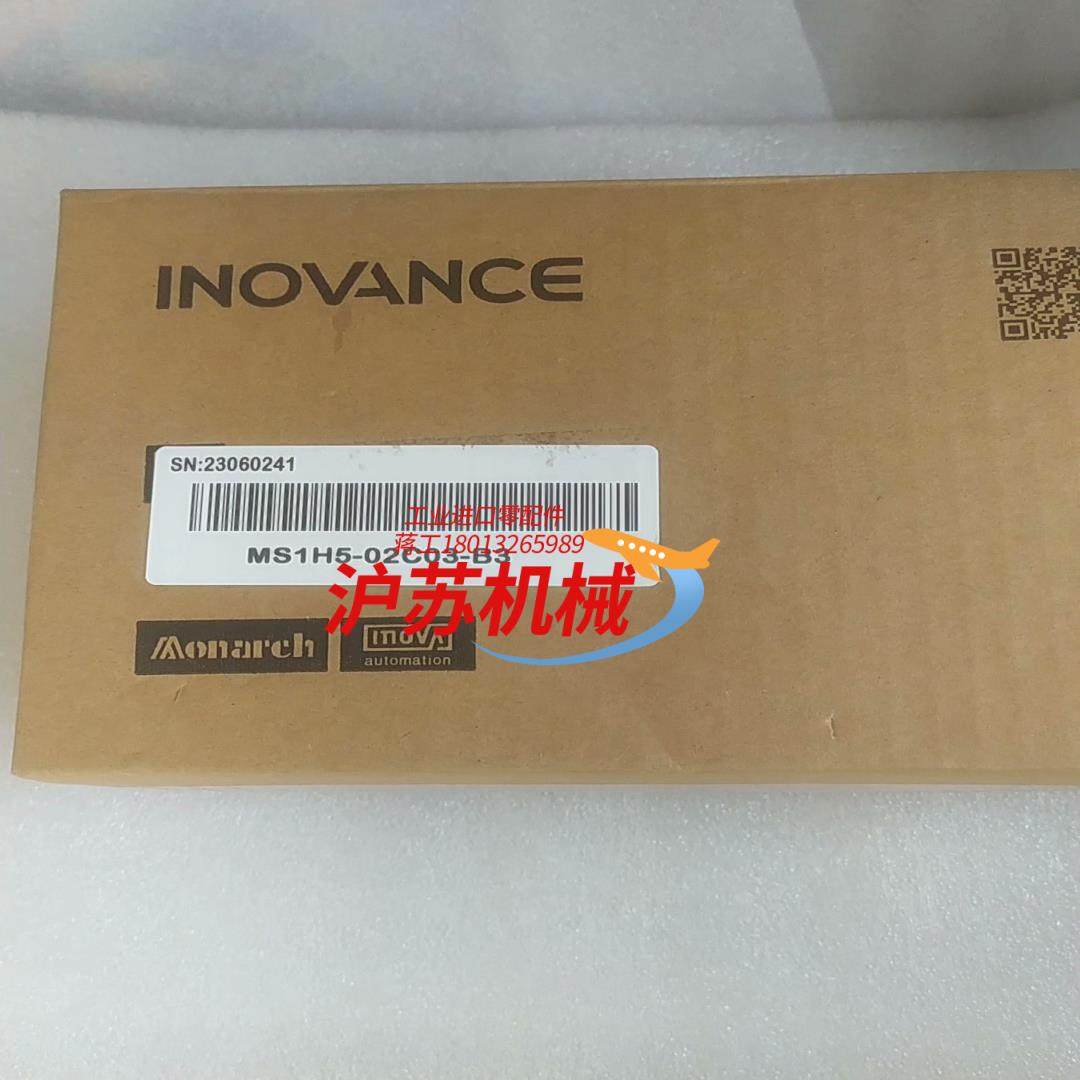 INOVANCE
SN:23060241
工业进口零配件
蒋工18013265989
MS1H5-02C03-B3
沪苏机械
Monarch
inova
automation